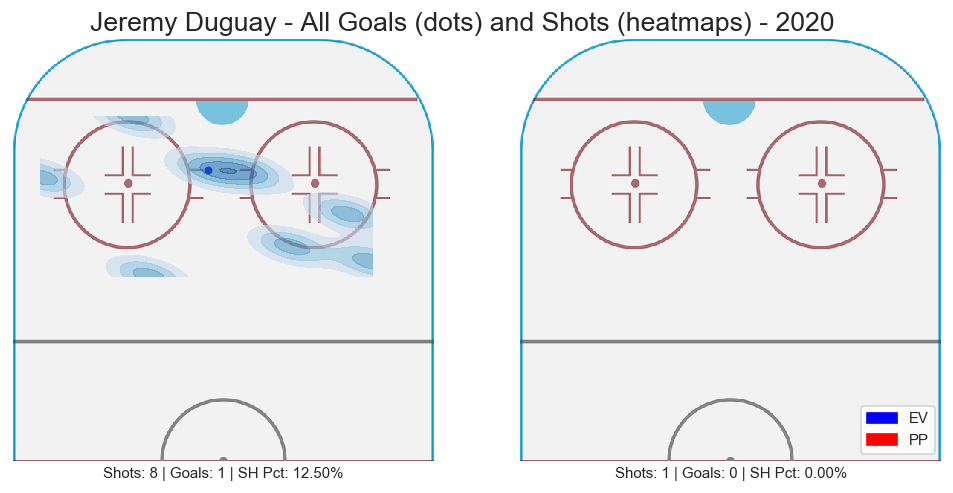 Jeremy Duguay - All Goals (dots) and Shots (heatmaps) - 2020
EV
PP
Shots: 8 | Goals: 1 | SH Pct: 12.50%
Shots: 1 | Goals: 0 | SH Pct: 0.00%